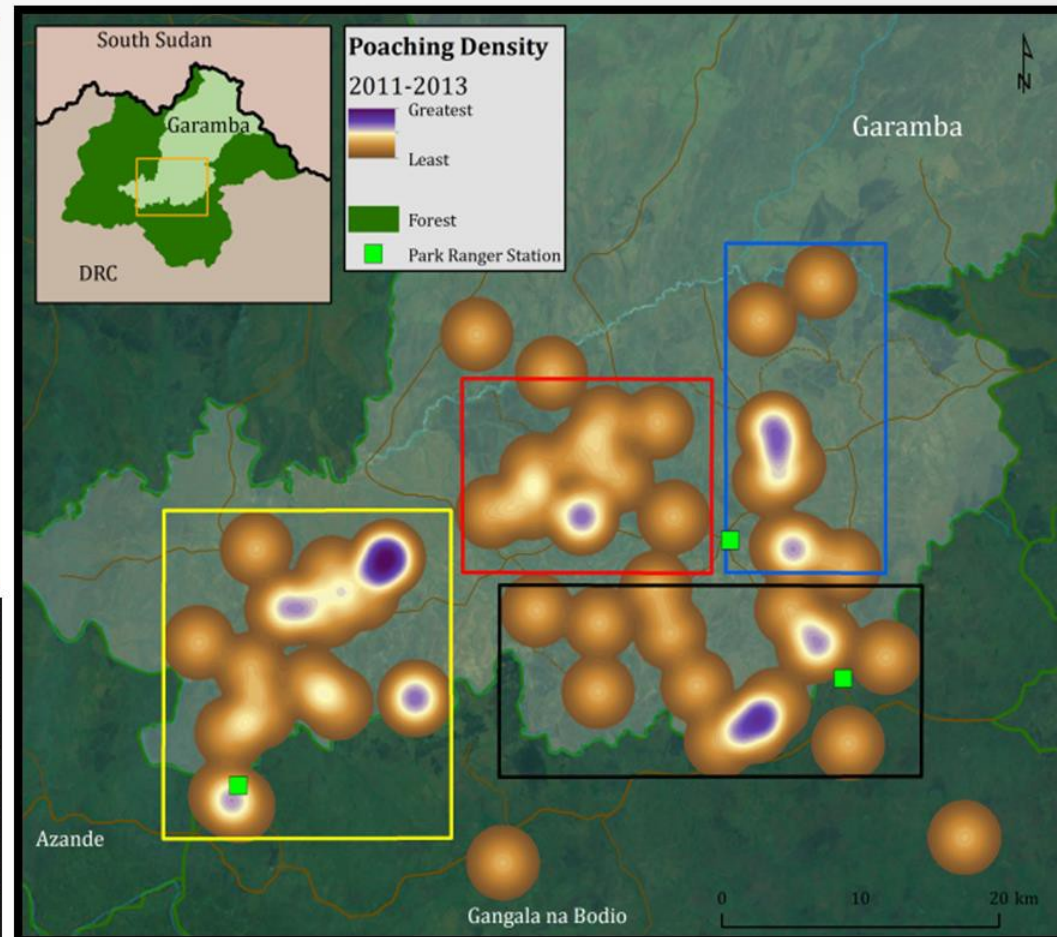 South Sudan
Garamba
DRC
Poaching Density
2011-2013
Greatest
Least
Forest
Park Ranger Station
N
Garamba
Azande
Gangala na Bodio
0 20 km